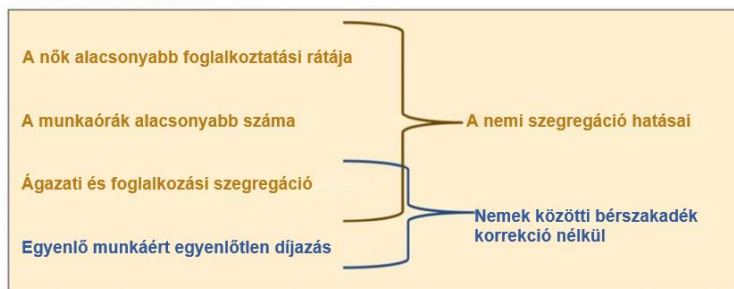 A nők alacsonyabb foglalkoztatási rátája
A munkaórák alacsonyabb száma
A nemi szegregáció hatásai
Ágazati és foglalkozási szegregáció
Nemek közötti bérszakadék
korrekció nélkül
Egyenlő munkáért egyenlőtlen díjazás